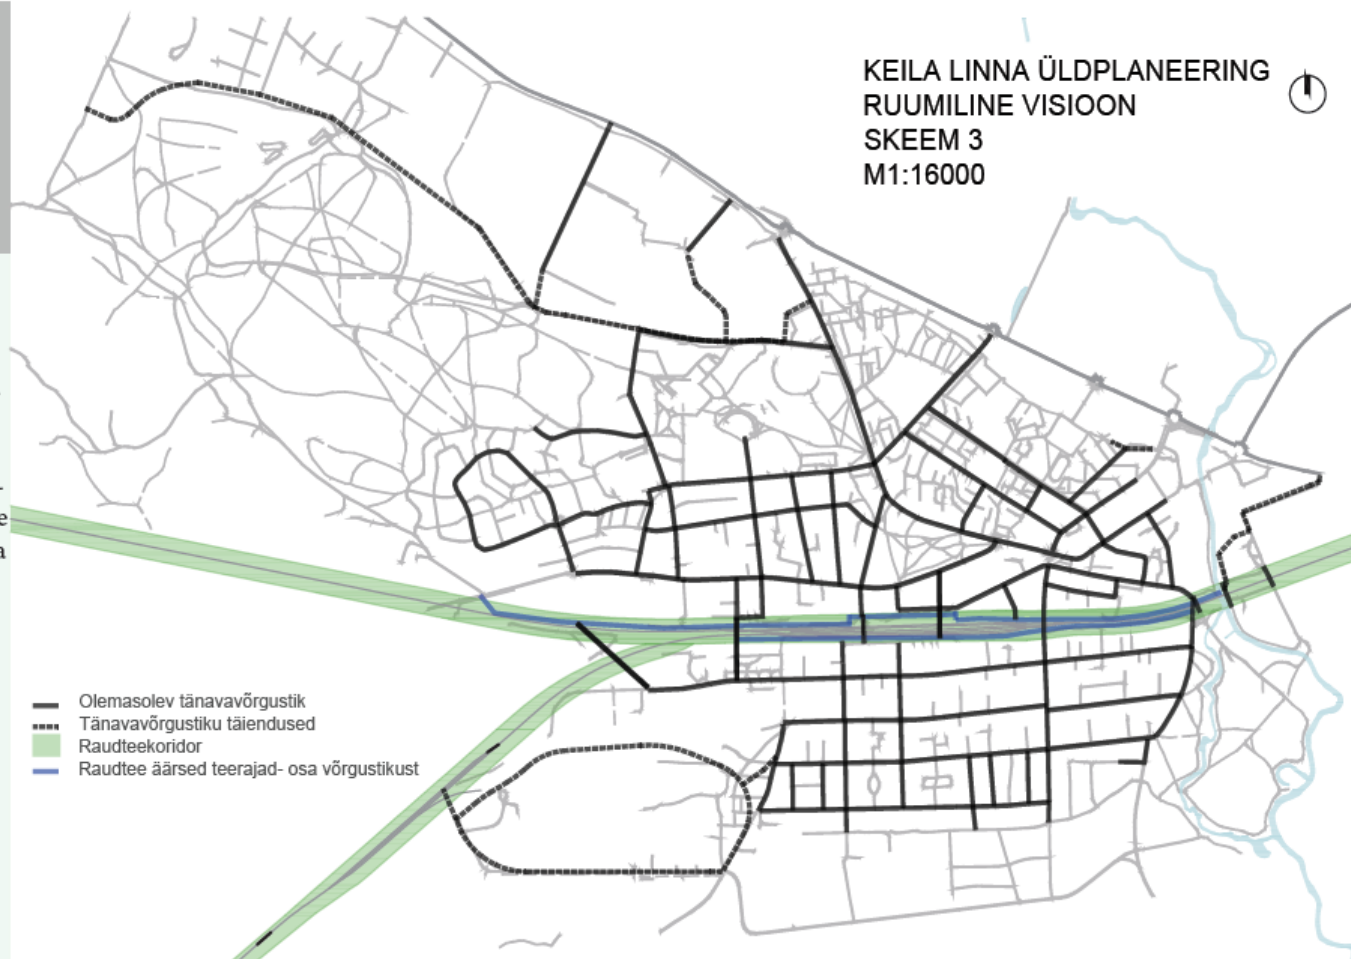 KEILA LINNA ÜLDPLANEERING
RUUMILINE VISIOON
SKEEM 3
M1:16000
Olemasolev tänavavõrgustik
Tänavavõrgustiku täiendused
Raudteekoridor
Raudtee äärsed teerajad- osa võrgustikust